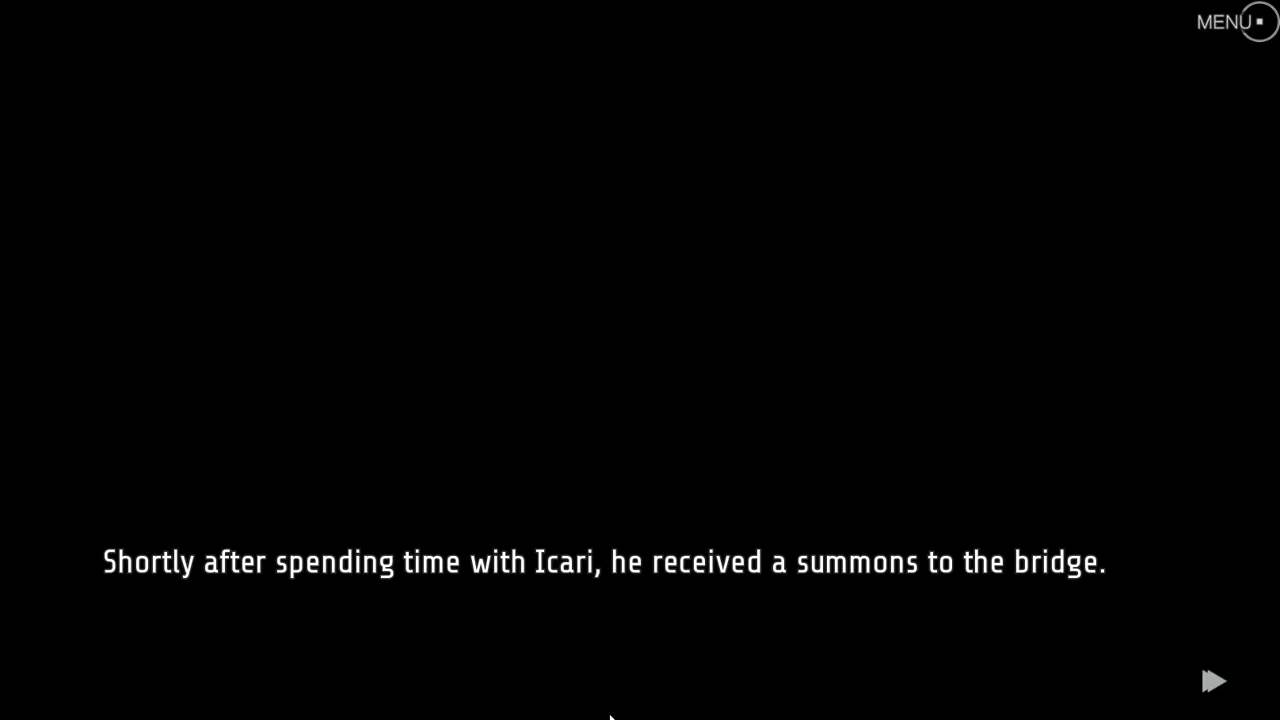 MENU
Shortly after spending time with Icari, he received a summons to the bridge.